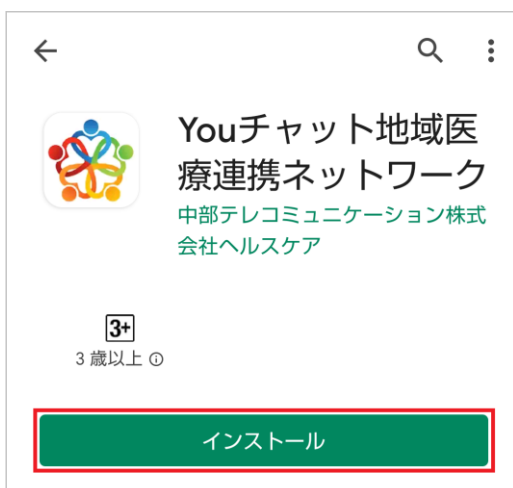 Youチャット地域医
療連携ネットワーク
中部テレコミュニケーション株式
会社ヘルスケア
3+
3 歳以上
インストール